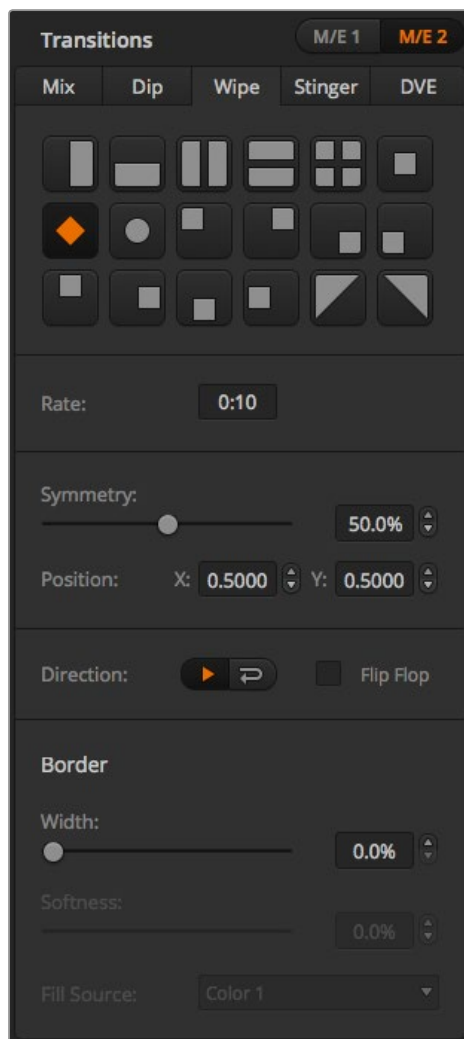 Transitions M/E 1 M/E 2
Mix Dip Wipe Stinger DVE
Rate: 0:10
Symmetry:
50.0%
Position: X: 0.5000 Y: 0.5000
Direction: Flip Flop
Border
Width:
0.0%
Softness:
0.0%
Fill Source: Color 1